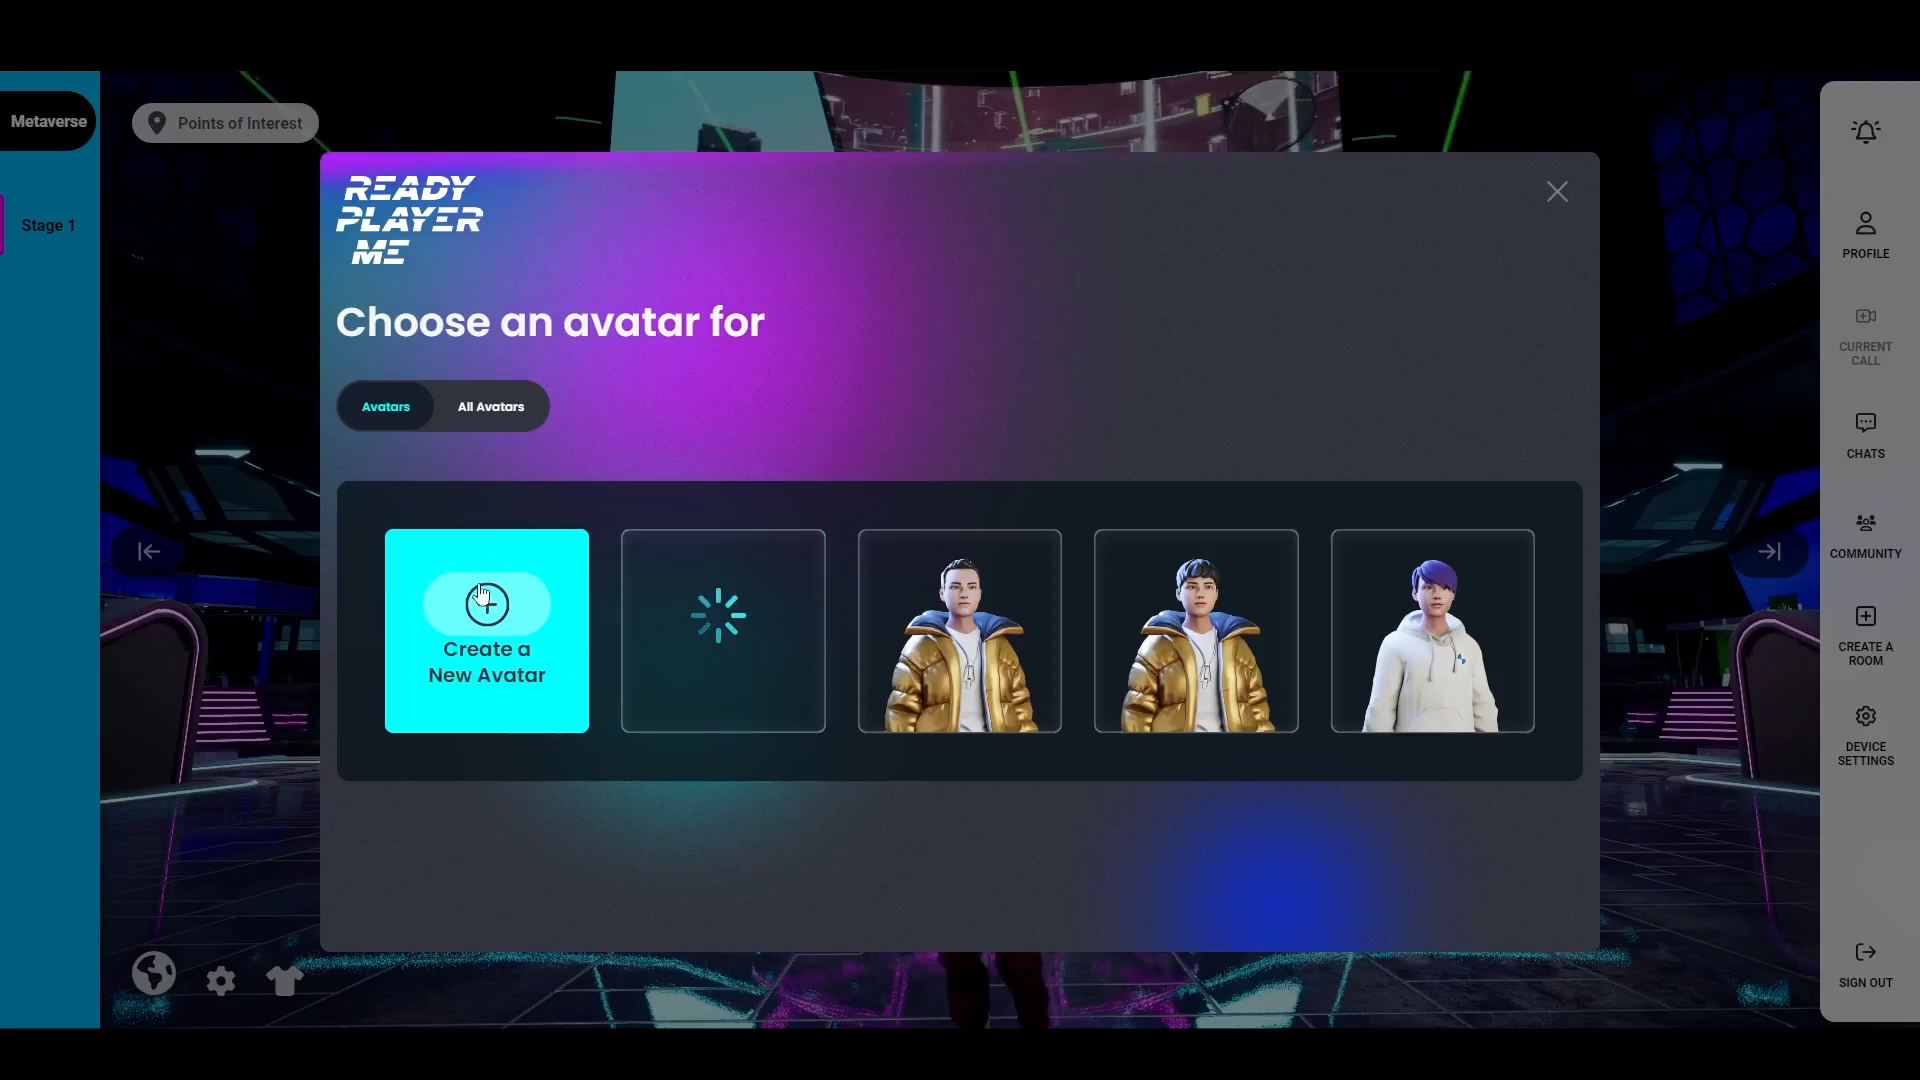 Metaverse
Points of Interest
Stage 1
READY
PLAYER
ME
Choose an avatar for
Avatars
All Avatars
Create a
New Avatar
PROFILE
CURRENT
CALL
CHATS
COMMUNITY
CREATE A
ROOM
DEVICE
SETTINGS
SIGN OUT